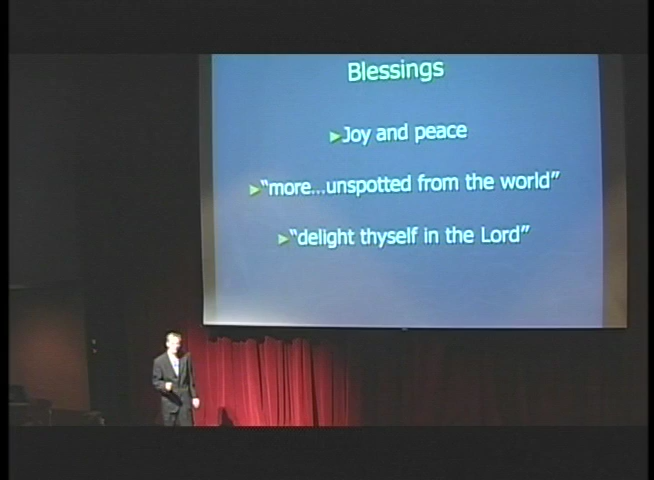 Blessings
►Joy and peace
►"more...unspotted from the world"
►"delight thyself in the Lord"